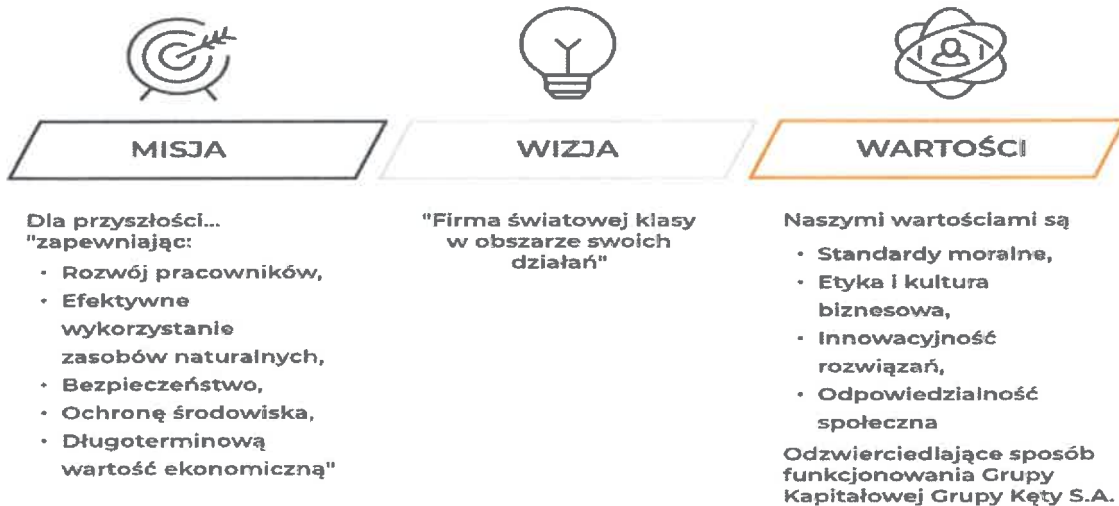 MISJA
Dla przyszłości...
"zapewniając:
• Rozwój pracowników,
• Efektywne
wykorzystanie
zasobów naturalnych,
• Bezpieczeństwo,
• Ochronę środowiska,
• Długoterminową
wartość ekonomiczną"
WIZJA
"Firma światowej klasy
w obszarze swoich
działań"
WARTOŚCI
Naszymi wartościami są
• Standardy moralne,
• Etyka i kultura
biznesowa,
• Innowacyjność
rozwiązań,
• Odpowiedzialność
społeczna
Odzwierciedlające sposób
funkcjonowania Grupy
Kapitałowej Grupy Kęty S.A.